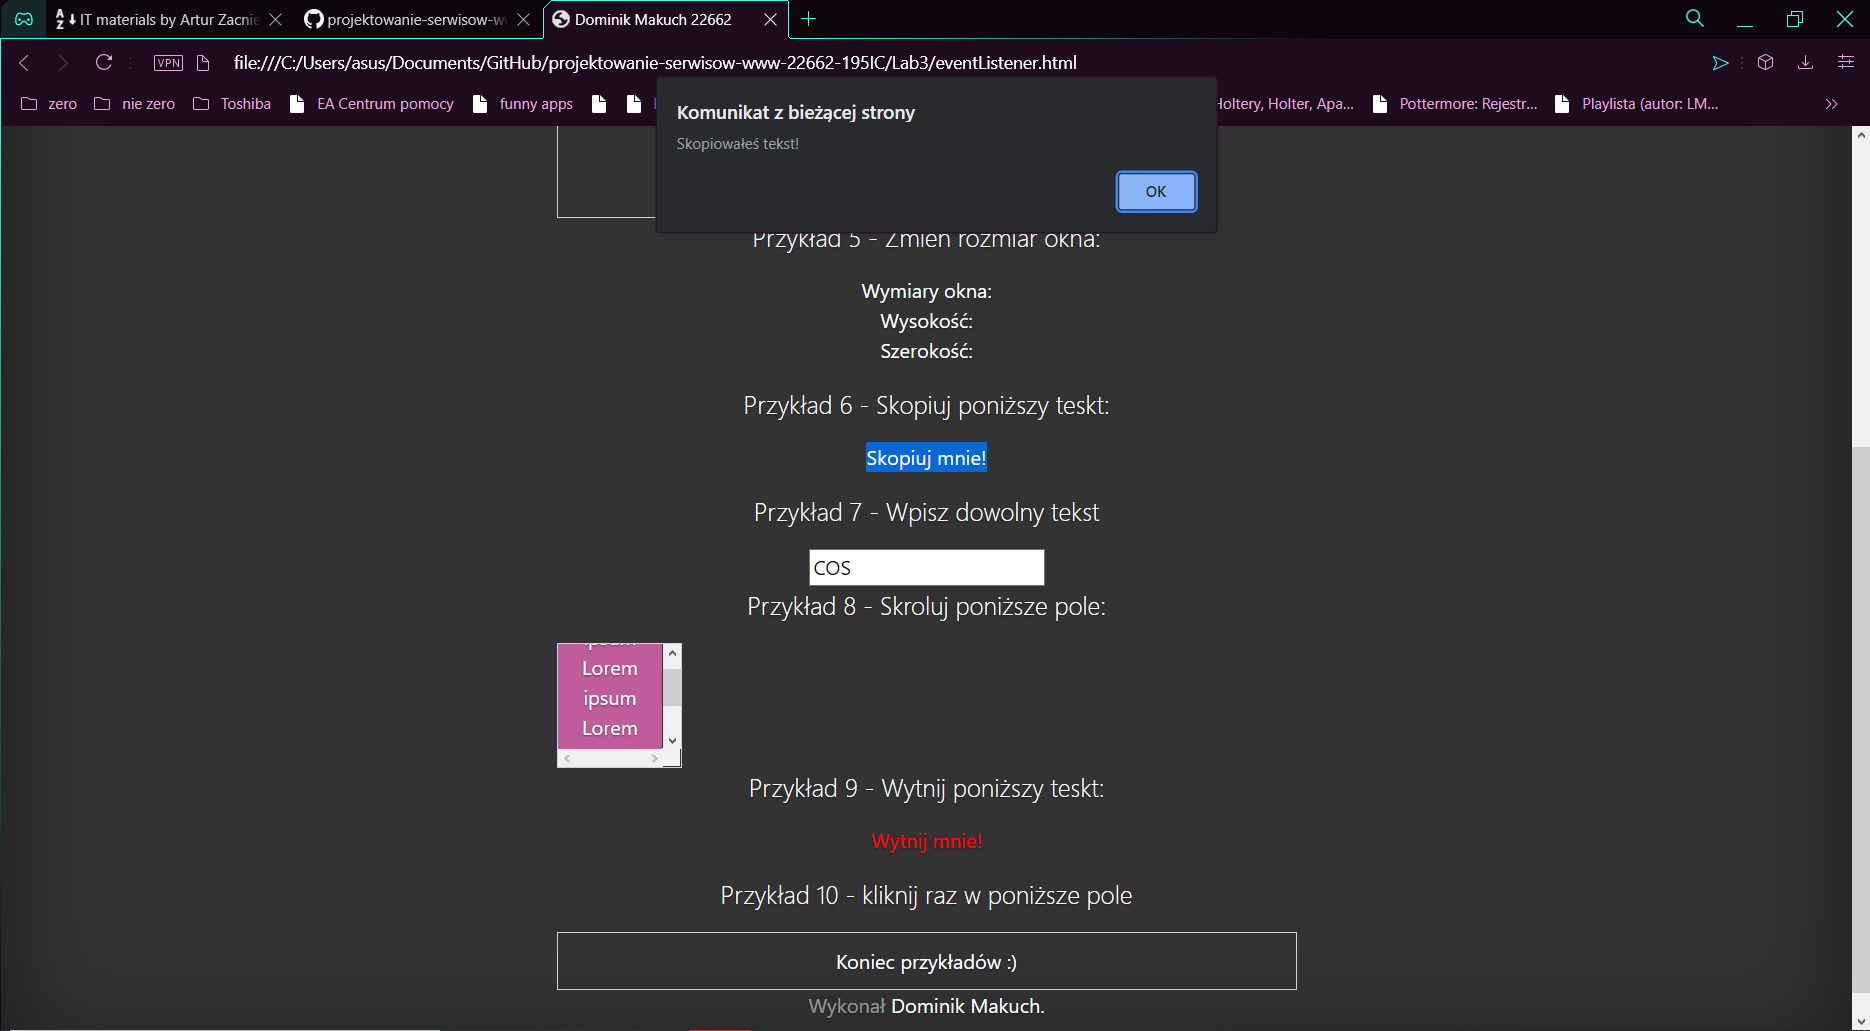 IT materials by Artur Zacnie
projektowanie-serwisow-w
Dominik Makuch 22662
VPN
file:///C:/Users/asus/Documents/GitHub/projektowanie-serwisow-www-22662-195IC/Lab3/eventListener.html
zero
nie zero
Toshiba
EA Centrum pomocy
funny apps
Holtery, Holter, Apa...
Pottermore: Rejestr...
Playlista (autor: LM...
Komunikat z bieżącej strony
Skopiowałeś tekst!
OK
Przykład 5 - Zmień rozmiar okna:
Wymiary okna:
Wysokość:
Szerokość:
Przykład 6 - Skopiuj poniższy teskt:
Skopiuj mnie!
Przykład 7 - Wpisz dowolny tekst
COS
Przykład 8 - Skroluj poniższe pole:
ipsum
Lorem
ipsum
Lorem
Przykład 9 - Wytnij poniższy teskt:
Wytnij mnie!
Przykład 10 - kliknij raz w poniższe pole
Koniec przykładów :)
Wykonał Dominik Makuch.